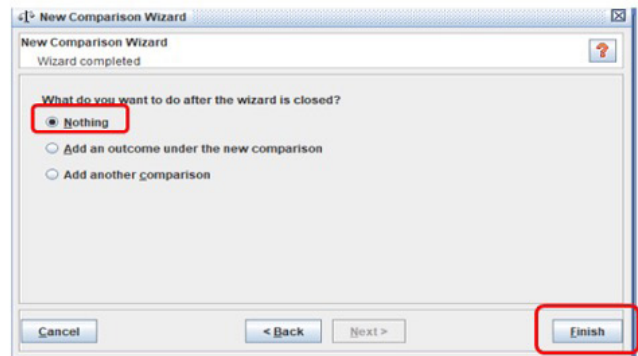 New Comparison Wizard
New Comparison Wizard
Wizard completed
?
What do you want to do after the wizard is closed?
Nothing
Add an outcome under the new comparison
Add another comparison
Cancel
< Back
Next >
Finish